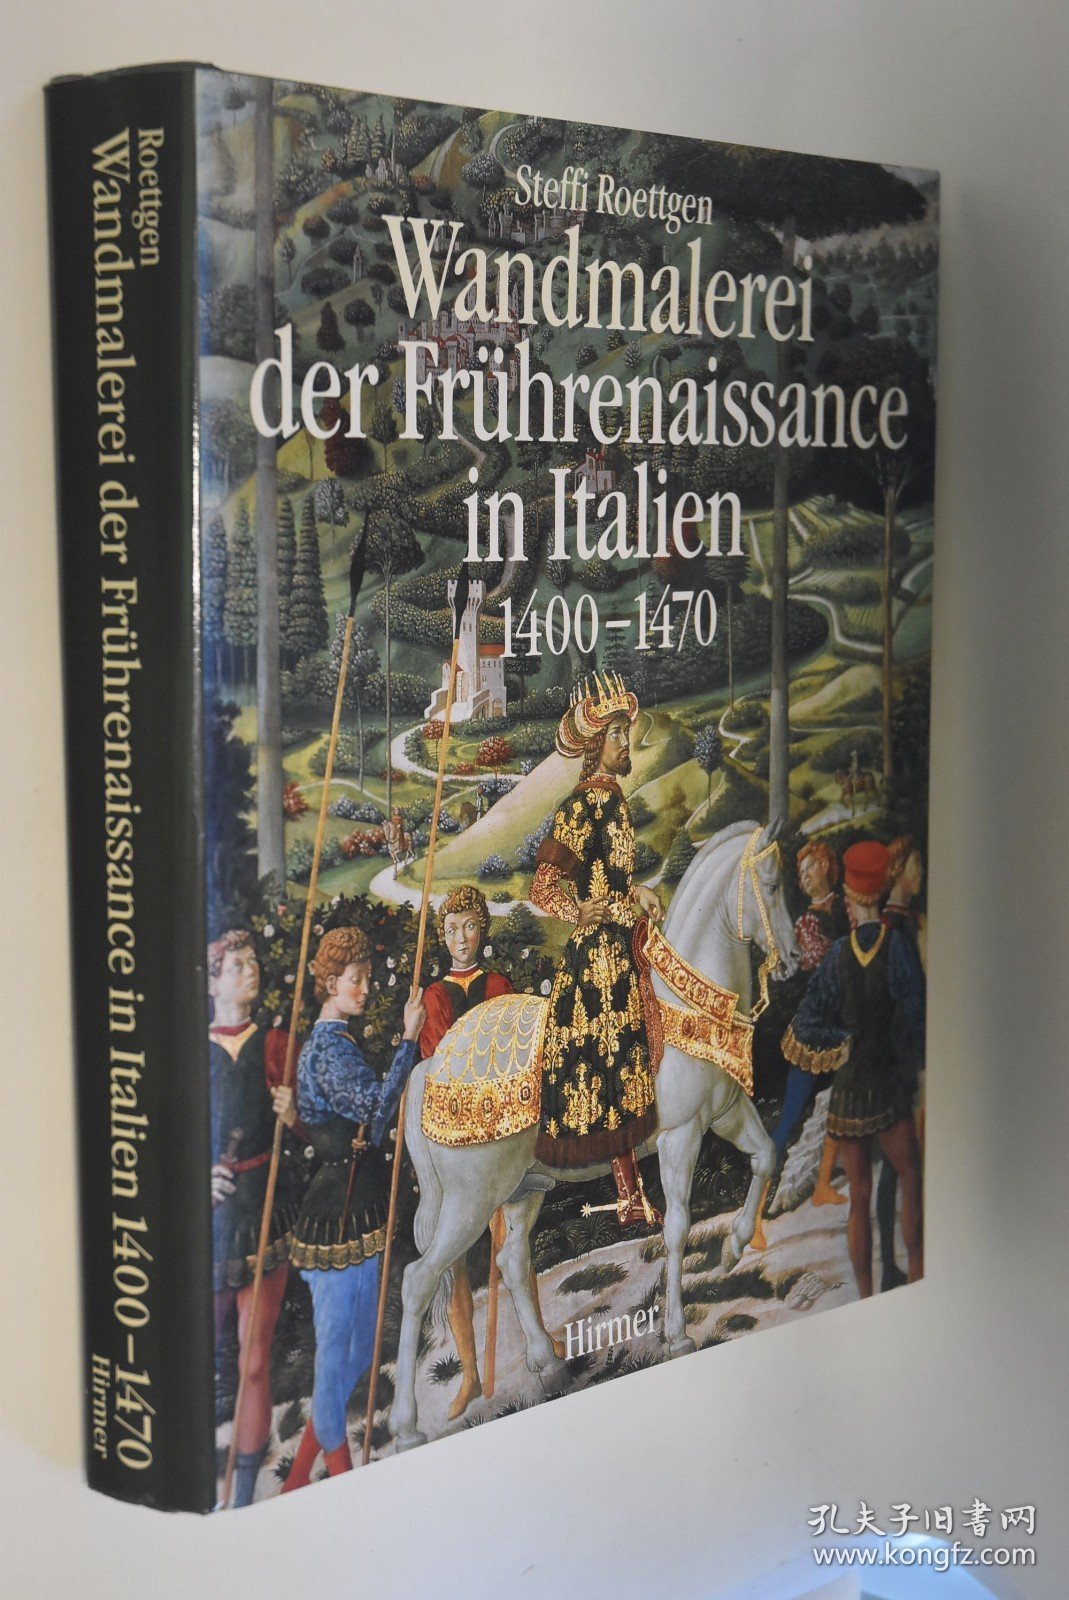 Roettgen
Wandmalerei der Frührenaissance in Italien 1400–1470
Hirmer
Steffi Roettgen
Wandmalerei
der Frührenaissance
in Italien
1400–1470
Hirmer
孔夫子旧书网
www.kongfz.com